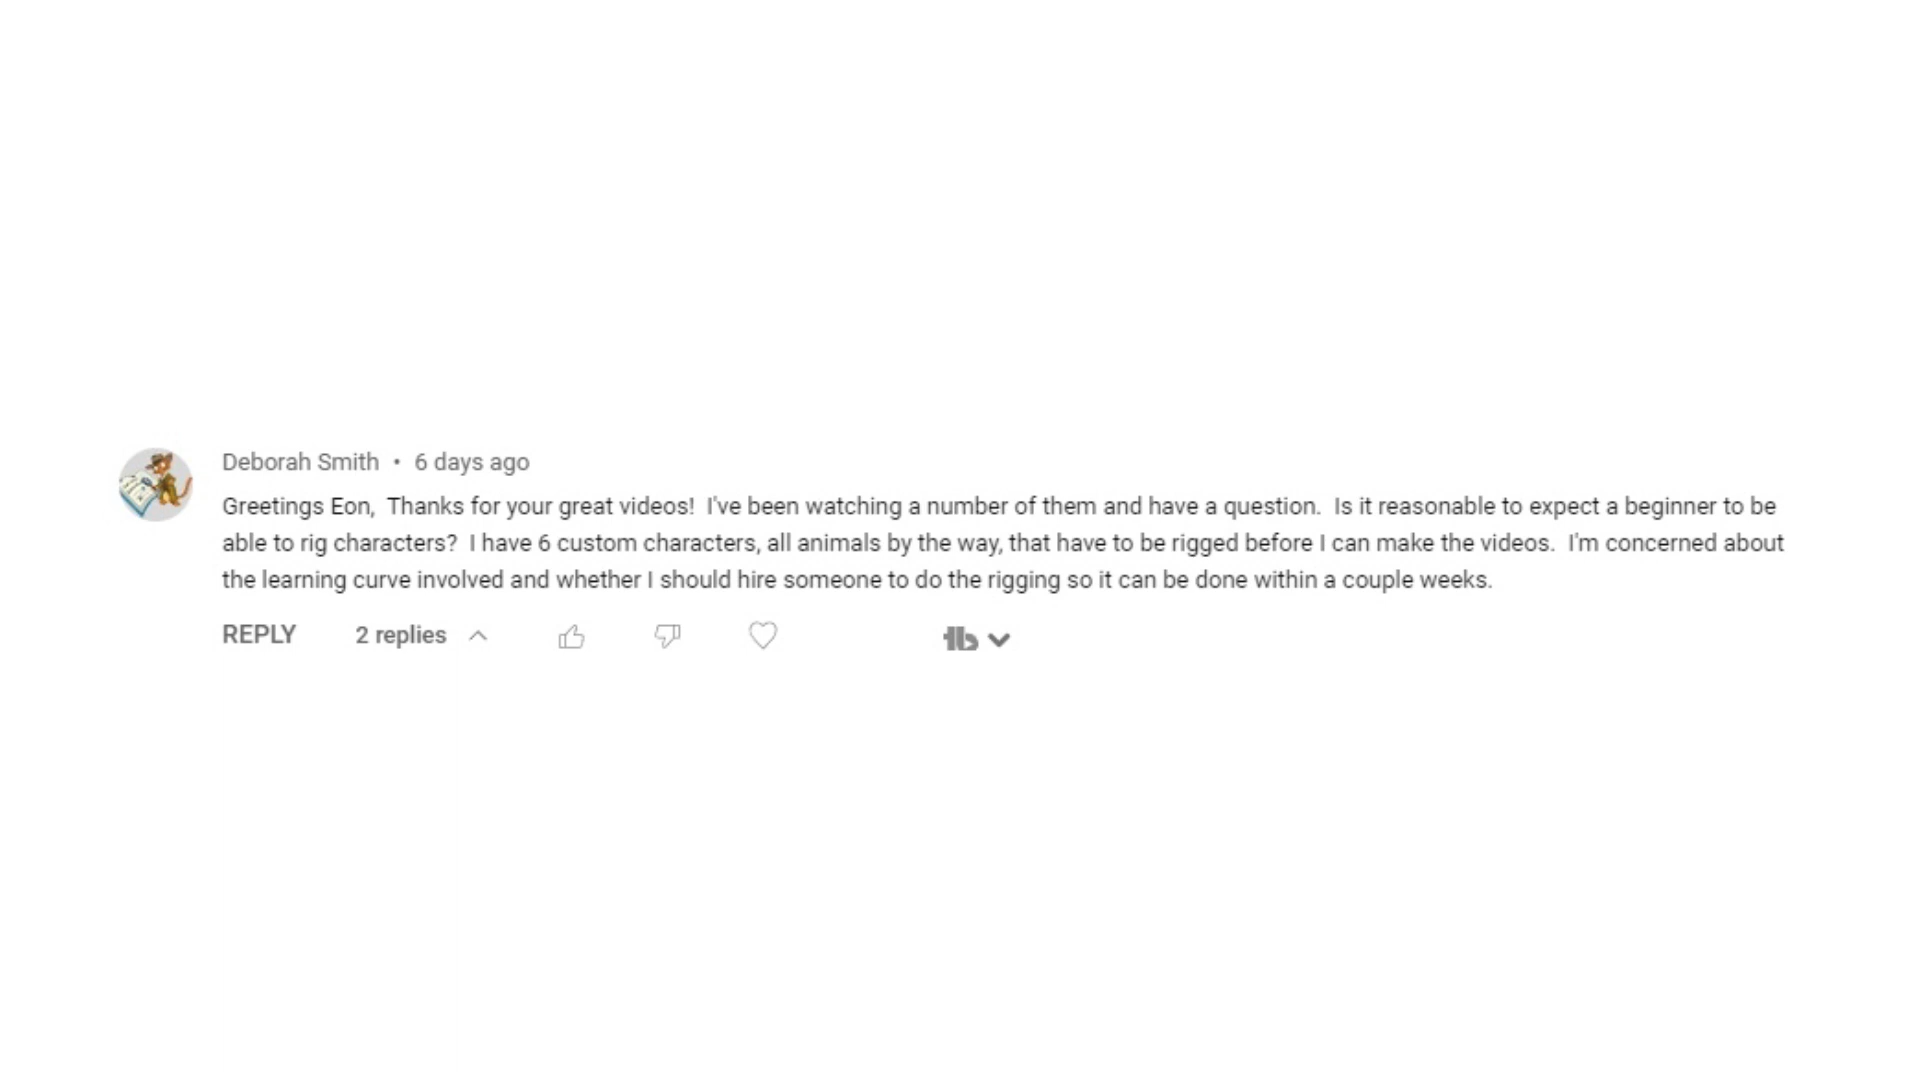 Deborah Smith • 6 days ago
Greetings Eon,  Thanks for your great videos!  I've been watching a number of them and have a question.  Is it reasonable to expect a beginner to be
able to rig characters?  I have 6 custom characters, all animals by the way, that have to be rigged before I can make the videos.  I'm concerned about
the learning curve involved and whether I should hire someone to do the rigging so it can be done within a couple weeks.
REPLY 2 replies